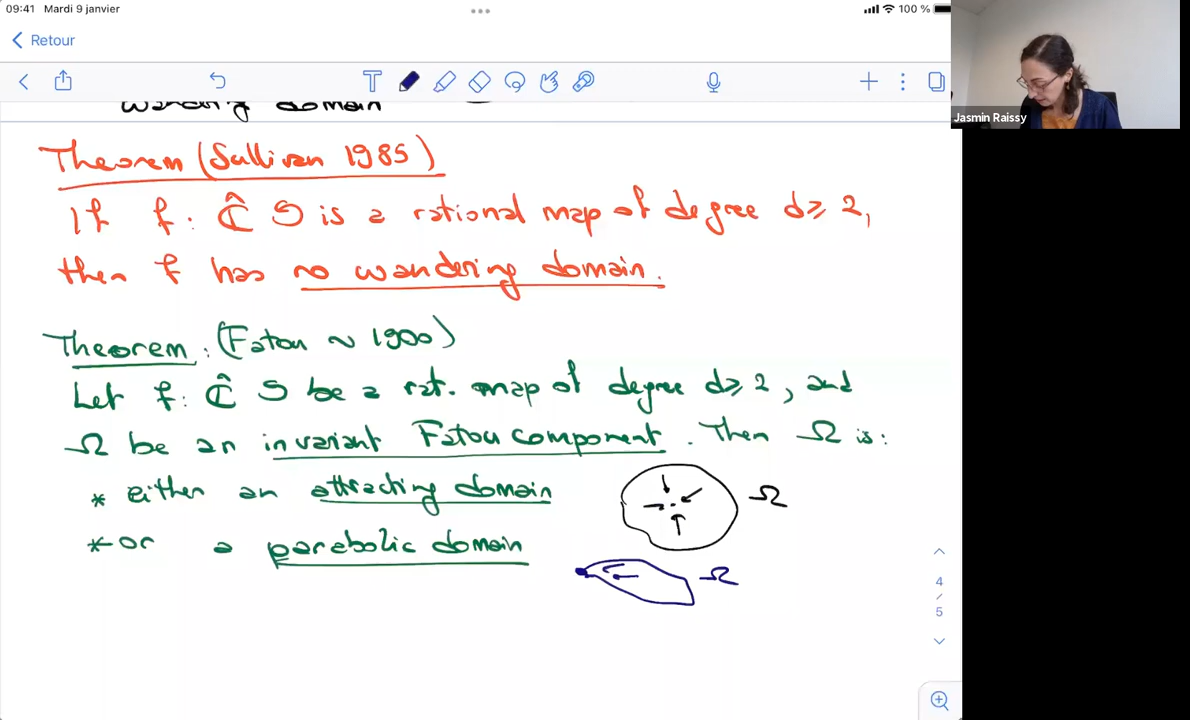 09:41 Mardi 9 janvier
100 %
Retour
Jasmin Raissy
wandering domain
Theorem (Sullivan 1985)
If f: Ĉ ↺ is a rational map of degree d ≥ 2,
then f has no wandering domain.
Theorem: (Fatou ~ 1900)
Let f: Ĉ ↺ be a rat. map of degree d ≥ 2, and
Ω be an invariant Fatou component. Then Ω is:
* either an attracting domain
Ω
* or a parabolic domain
Ω
4
/
5